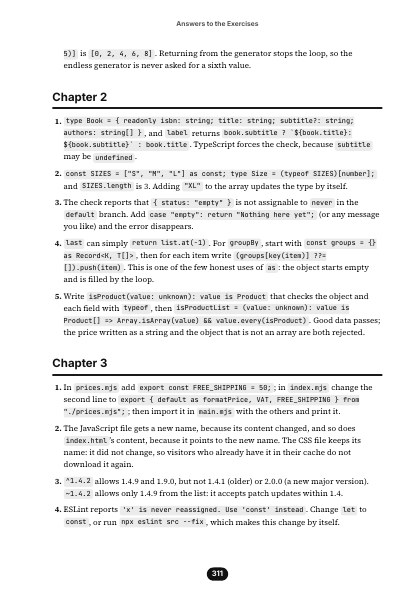 Answers to the Exercises
5)] is [0, 2, 4, 6, 8]. Returning from the generator stops the loop, so the
endless generator is never asked for a sixth value.
Chapter 2
1. type Book = { readonly isbn: string; title: string; subtitle?: string;
authors: string[] }, and label returns book.subtitle ? `${book.title}:
${book.subtitle}` : book.title. TypeScript forces the check, because subtitle
may be undefined.
2. const SIZES = ["S", "M", "L"] as const; type Size = (typeof SIZES)[number];
and SIZES.length is 3. Adding "XL" to the array updates the type by itself.
3. The check reports that { status: "empty" } is not assignable to never in the
default branch. Add case "empty": return "Nothing here yet"; (or any message
you like) and the error disappears.
4. last can simply return list.at(-1). For groupBy, start with const groups = {}
as Record<K, T[]>, then for each item write (groups[key(item)] ??=
[]).push(item). This is one of the few honest uses of as: the object starts empty
and is filled by the loop.
5. Write isProduct(value: unknown): value is Product that checks the object and
each field with typeof, then isProductList = (value: unknown): value is
Product[] => Array.isArray(value) && value.every(isProduct). Good data passes;
the price written as a string and the object that is not an array are both rejected.
Chapter 3
1. In prices.mjs add export const FREE_SHIPPING = 50;; in index.mjs change the
second line to export { default as formatPrice, VAT, FREE_SHIPPING } from
"./prices.mjs";; then import it in main.mjs with the others and print it.
2. The JavaScript file gets a new name, because its content changed, and so does
index.html's content, because it points to the new name. The CSS file keeps its
name: it did not change, so visitors who already have it in their cache do not
download it again.
3. ^1.4.2 allows 1.4.9 and 1.9.0, but not 1.4.1 (older) or 2.0.0 (a new major version).
~1.4.2 allows only 1.4.9 from the list: it accepts patch updates within 1.4.
4. ESLint reports 'x' is never reassigned. Use 'const' instead. Change let to
const, or run npx eslint src --fix, which makes this change by itself.
311